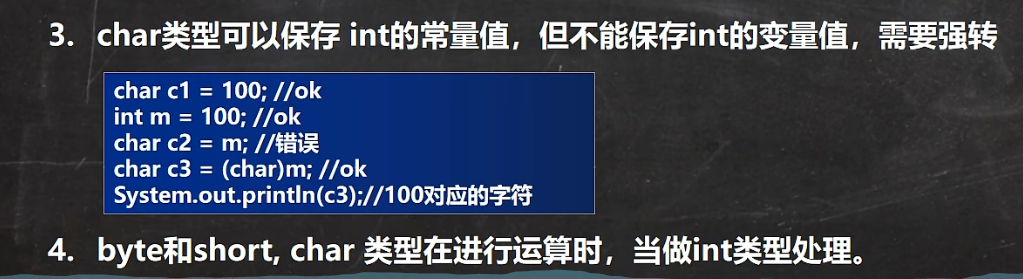 3. char类型可以保存 int的常量值，但不能保存int的变量值，需要强转
char c1 = 100; //ok
int m = 100; //ok
char c2 = m; //错误
char c3 = (char)m; //ok
System.out.println(c3);//100对应的字符
4. byte和short, char 类型在进行运算时，当做int类型处理。